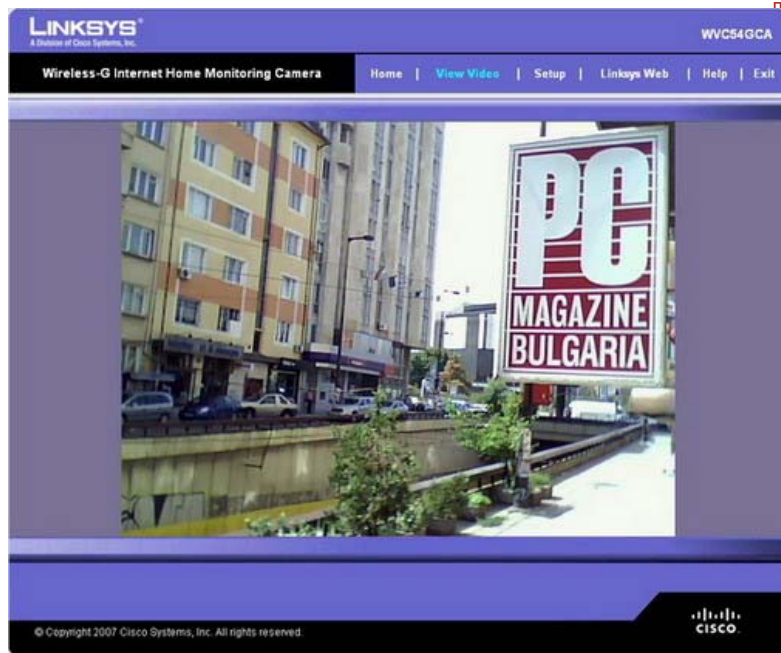 LINKSYS®
A Division of Cisco Systems, Inc.
WVC54GCA
Wireless-G Internet Home Monitoring Camera
Home | View Video | Setup | Linksys Web | Help | Exit
PC
MAGAZINE
BULGARIA
© Copyright 2007 Cisco Systems, Inc. All rights reserved.
CISCO